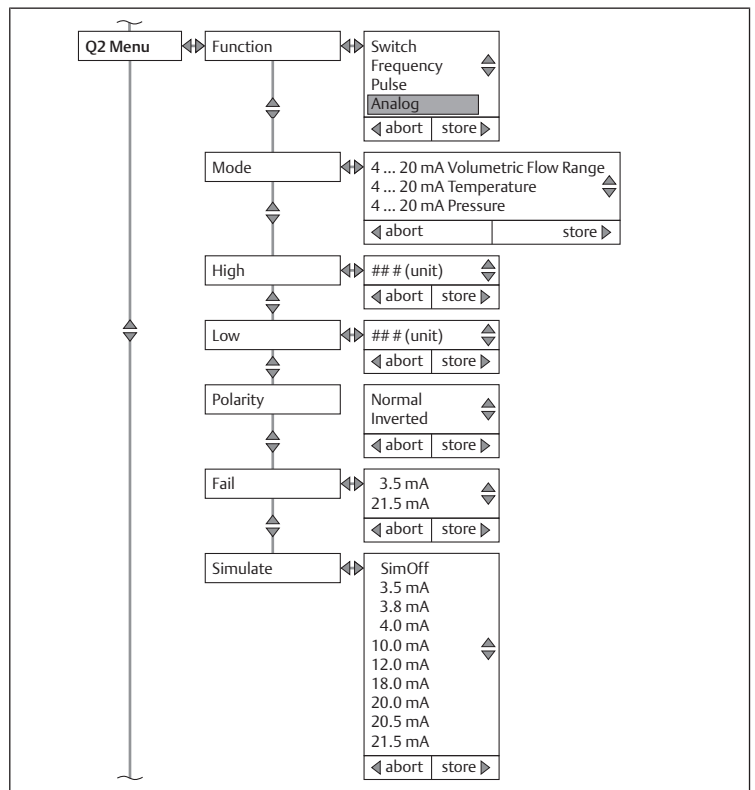 Q2 Menu
Function
Switch
Frequency
Pulse
Analog
abort store
Mode
4 ... 20 mA Volumetric Flow Range
4 ... 20 mA Temperature
4 ... 20 mA Pressure
abort store
High
## # (unit)
abort store
Low
## # (unit)
abort store
Polarity
Normal
Inverted
abort store
Fail
3.5 mA
21.5 mA
abort store
Simulate
SimOff
3.5 mA
3.8 mA
4.0 mA
10.0 mA
12.0 mA
18.0 mA
20.0 mA
20.5 mA
21.5 mA
abort store